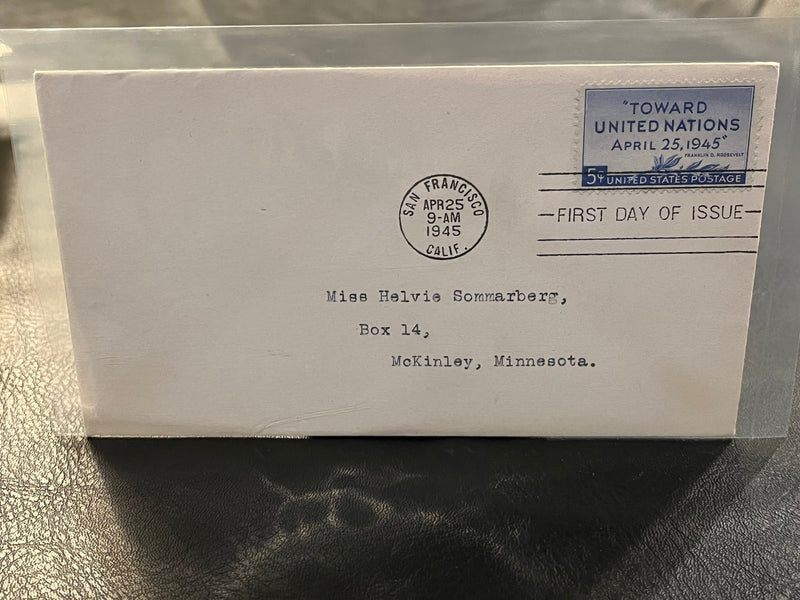 "TOWARD
UNITED NATIONS
APRIL 25, 1945"
FRANKLIN D. ROOSEVELT
5¢ UNITED STATES POSTAGE
SAN FRANCISCO
APR 25
9-AM
1945
CALIF.
FIRST DAY OF ISSUE
Miss Helvie Sommarberg,
Box 14,
McKinley, Minnesota.